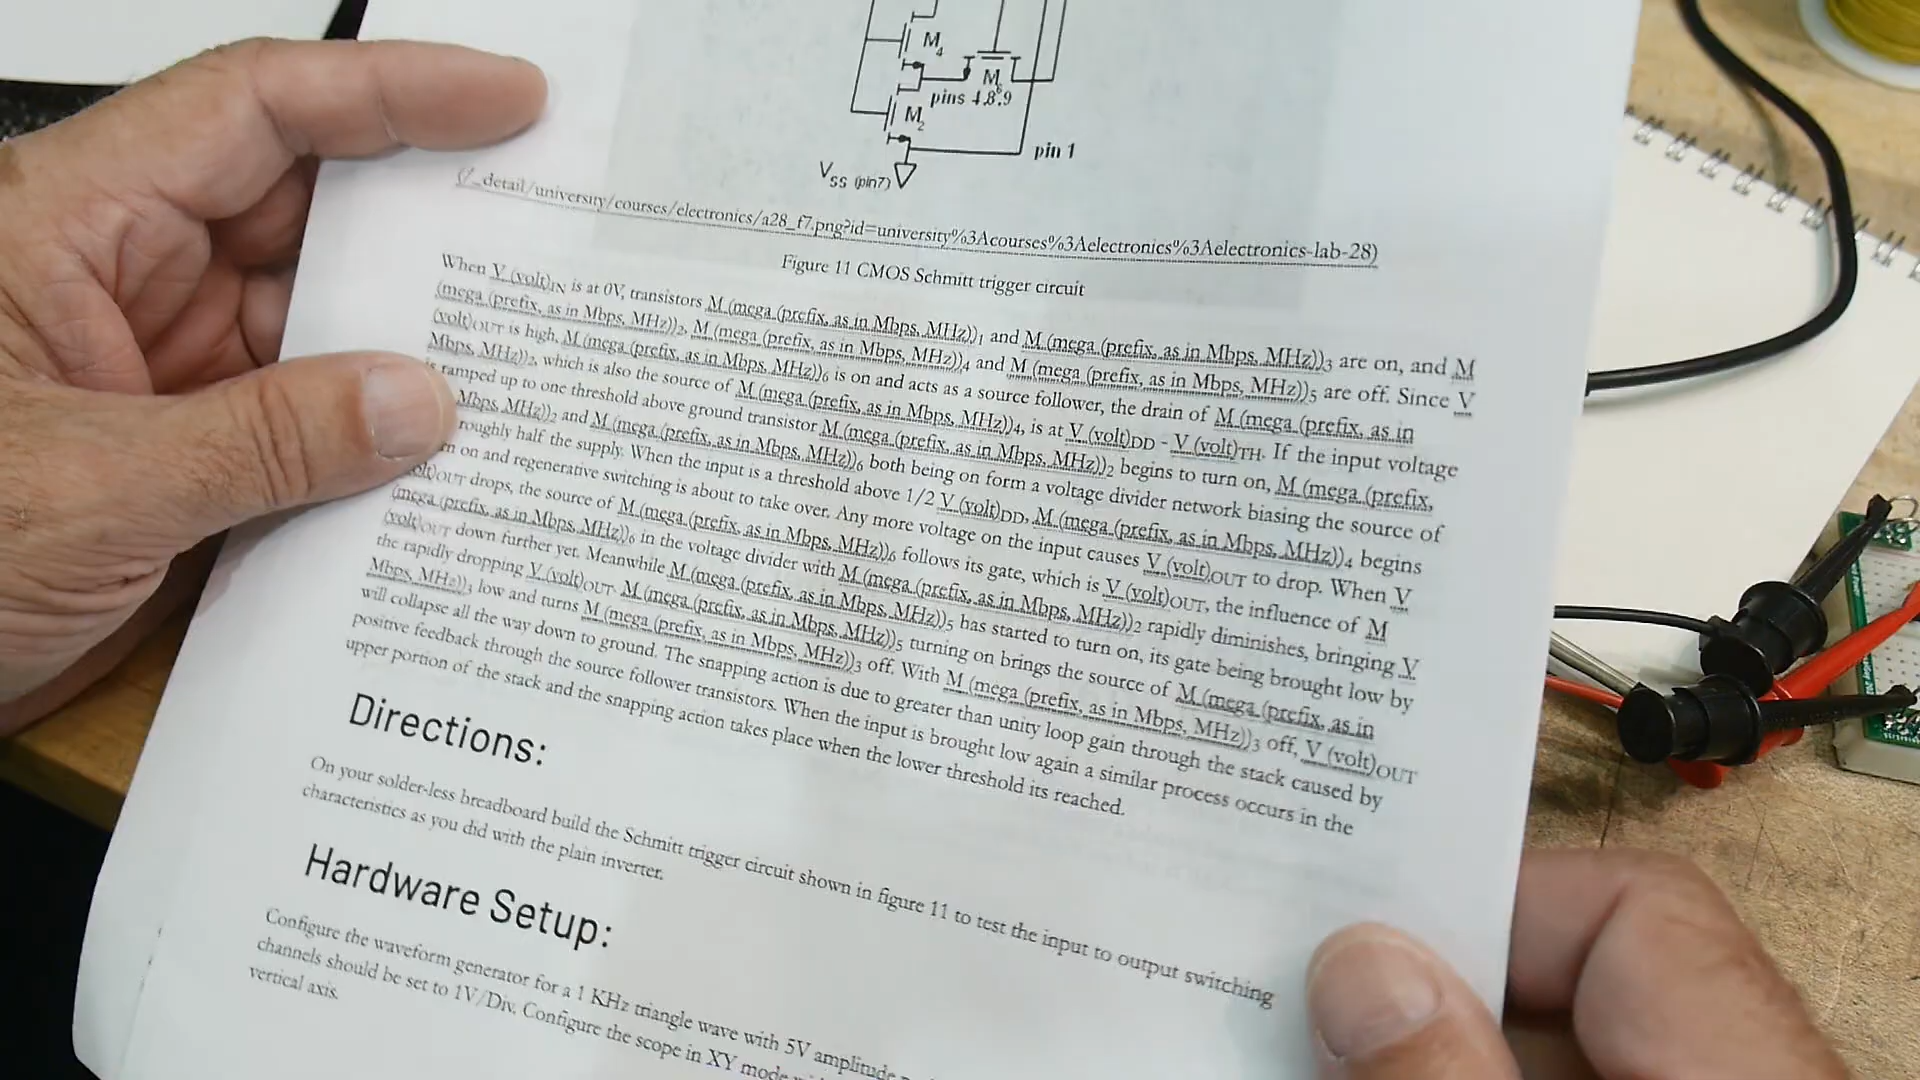 M4
M6
pins 4,8,9
M2
pin 1
VSS (pin7)
(/_detail/university/courses/electronics/a28_f7.png?id=university%3Acourses%3Aelectronics%3Aelectronics-lab-28)
Figure 11 CMOS Schmitt trigger circuit
When V (volt)IN is at 0V, transistors M (mega (prefix, as in Mbps, MHz))1 and M (mega (prefix, as in Mbps, MHz))3 are on, and M
(mega (prefix, as in Mbps, MHz))2, M (mega (prefix, as in Mbps, MHz))4 and M (mega (prefix, as in Mbps, MHz))5 are off. Since V
(volt)OUT is high, M (mega (prefix, as in Mbps, MHz))6 is on and acts as a source follower, the drain of M (mega (prefix, as in
Mbps, MHz))2, which is also the source of M (mega (prefix, as in Mbps, MHz))4, is at V (volt)DD - V (volt)TH. If the input voltage
is ramped up to one threshold above ground transistor M (mega (prefix, as in Mbps, MHz))2 begins to turn on, M (mega (prefix,
Mbps, MHz))2 and M (mega (prefix, as in Mbps, MHz))6 both being on form a voltage divider network biasing the source of
roughly half the supply. When the input is a threshold above 1/2 V (volt)DD, M (mega (prefix, as in Mbps, MHz))4 begins
on and regenerative switching is about to take over. Any more voltage on the input causes V (volt)OUT to drop. When V
(volt)OUT drops, the source of M (mega (prefix, as in Mbps, MHz))6 follows its gate, which is V (volt)OUT, the influence of M
(mega (prefix, as in Mbps, MHz))6 in the voltage divider with M (mega (prefix, as in Mbps, MHz))2 rapidly diminishes, bringing V
(volt)OUT down further yet. Meanwhile M (mega (prefix, as in Mbps, MHz))5 has started to turn on, its gate being brought low by
the rapidly dropping V (volt)OUT. M (mega (prefix, as in Mbps, MHz))5 turning on brings the source of M (mega (prefix, as in
Mbps, MHz))3 low and turns M (mega (prefix, as in Mbps, MHz))3 off. With M (mega (prefix, as in Mbps, MHz))3 off, V (volt)OUT
will collapse all the way down to ground. The snapping action is due to greater than unity loop gain through the stack caused by
positive feedback through the source follower transistors. When the input is brought low again a similar process occurs in the
upper portion of the stack and the snapping action takes place when the lower threshold its reached.
Directions:
On your solder-less breadboard build the Schmitt trigger circuit shown in figure 11 to test the input to output switching
characteristics as you did with the plain inverter.
Hardware Setup:
Configure the waveform generator for a 1 KHz triangle wave with 5V amplitude
channels should be set to 1V/Div. Configure the scope in XY mode
vertical axis.